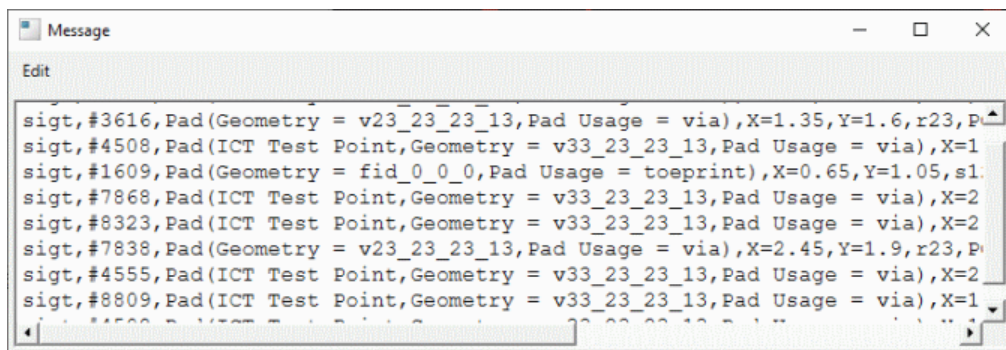 Message
Edit
sigt,#3616,Pad(Geometry = v23_23_23_13,Pad Usage = via),X=1.35,Y=1.6,r23,P
sigt,#4508,Pad(ICT Test Point,Geometry = v33_23_23_13,Pad Usage = via),X=1
sigt,#1609,Pad(Geometry = fid_0_0_0,Pad Usage = toeprint),X=0.65,Y=1.05,s1
sigt,#7868,Pad(ICT Test Point,Geometry = v33_23_23_13,Pad Usage = via),X=2
sigt,#8323,Pad(ICT Test Point,Geometry = v33_23_23_13,Pad Usage = via),X=2
sigt,#7838,Pad(Geometry = v23_23_23_13,Pad Usage = via),X=2.45,Y=1.9,r23,P
sigt,#4555,Pad(ICT Test Point,Geometry = v33_23_23_13,Pad Usage = via),X=2
sigt,#8809,Pad(ICT Test Point,Geometry = v33_23_23_13,Pad Usage = via),X=1